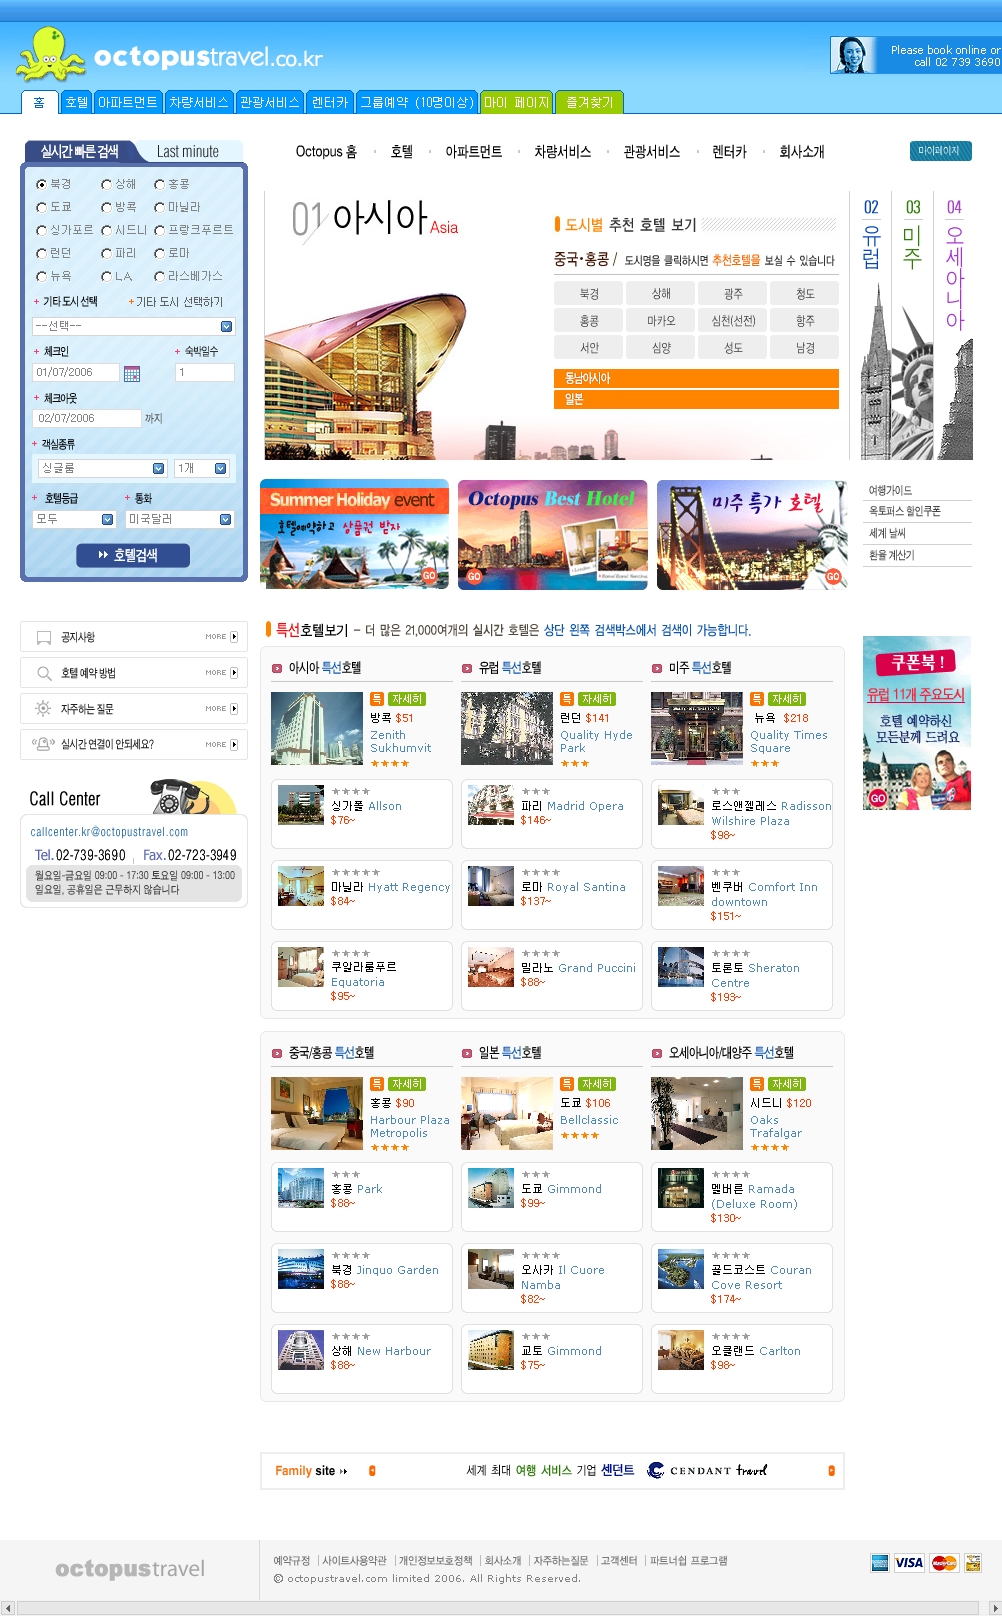 octopustravel.co.kr
Please book online or
call 02 739 3690
홈 호텔 아파트먼트 차량서비스 관광서비스 렌터카 그룹예약 (10명이상) 마이 페이지 즐겨찾기
실시간 빠른 검색 Last minute
북경 상해 홍콩
도쿄 방콕 마닐라
싱가포르 시드니 프랑크푸르트
런던 파리 로마
뉴욕 L.A. 라스베가스
+ 기타 도시 선택 + 기타 도시 선택하기
--선택--
+ 체크인 + 숙박일수
01/07/2006 1
+ 체크아웃
02/07/2006 까지
+ 객실종류
싱글룸 1개
+ 호텔등급 + 통화
모두 미국달러
호텔검색
공지사항 MORE
호텔 예약 방법 MORE
자주하는 질문 MORE
실시간 연결이 안되세요? MORE
Call Center
callcenter.kr@octopustravel.com
Tel. 02-739-3690 Fax. 02-723-3949
월요일-금요일 09:00 - 17:30 토요일 09:00 - 13:00
일요일, 공휴일은 근무하지 않습니다
Octopus 홈 호텔 아파트먼트 차량서비스 관광서비스 렌터카 회사소개
마이페이지
01 아시아 Asia
도시별 추천 호텔 보기
중국·홍콩 / 도시명을 클릭하시면 추천호텔을 보실 수 있습니다
북경 상해 광주 청도
홍콩 마카오 심천(선전) 항주
서안 심양 성도 남경
동남아시아
일본
02 유럽
03 미주
04 오세아니아
Summer Holiday event
호텔예약하고 상품권 받자
GO
Octopus Best Hotel
GO
미주 특가 호텔
GO
여행가이드
옥토퍼스 할인쿠폰
세계 날씨
환율 계산기
특선호텔보기 - 더 많은 21,000여개의 실시간 호텔은 상단 왼쪽 검색박스에서 검색이 가능합니다.
아시아 특선호텔
특 자세히
방콕 $51
Zenith
Sukhumvit
★★★★
★★★★
싱가폴 Allson
$76~
★★★★★
마닐라 Hyatt Regency
$84~
★★★★
쿠알라룸푸르
Equatoria
$95~
유럽 특선호텔
특 자세히
런던 $141
Quality Hyde
Park
★★★
★★★
파리 Madrid Opera
$146~
★★★★
로마 Royal Santina
$137~
★★★★
밀라노 Grand Puccini
$88~
미주 특선호텔
특 자세히
뉴욕 $218
Quality Times
Square
★★★
★★★
로스앤젤레스 Radisson
Wilshire Plaza
$98~
★★★
벤쿠버 Comfort Inn
downtown
$151~
★★★★
토론토 Sheraton
Centre
$193~
쿠폰북 !
유럽 11개 주요도시
호텔 예약하신
모든분께 드려요
GO
중국/홍콩 특선호텔
특 자세히
홍콩 $90
Harbour Plaza
Metropolis
★★★★
★★★
홍콩 Park
$88~
★★★★
북경 Jinguo Garden
$88~
★★★★
상해 New Harbour
$88~
일본 특선호텔
특 자세히
도쿄 $106
Bellclassic
★★★★
★★★
도쿄 Gimmond
$99~
★★★★
오사카 Il Cuore
Namba
$82~
★★★
교토 Gimmond
$75~
오세아니아/대양주 특선호텔
특 자세히
시드니 $120
Oaks
Trafalgar
★★★★
★★★★
멜버른 Ramada
(Deluxe Room)
$130~
★★★★
골드코스트 Couran
Cove Resort
$174~
★★★★
오클랜드 Carlton
$98~
Family site 세계 최대 여행 서비스 기업 센던트 CENDANT travel
octopustravel
예약규정 사이트사용약관 개인정보보호정책 회사소개 자주하는질문 고객센터 파트너쉽 프로그램
© octopustravel.com limited 2006. All Rights Reserved.
VISA MasterCard